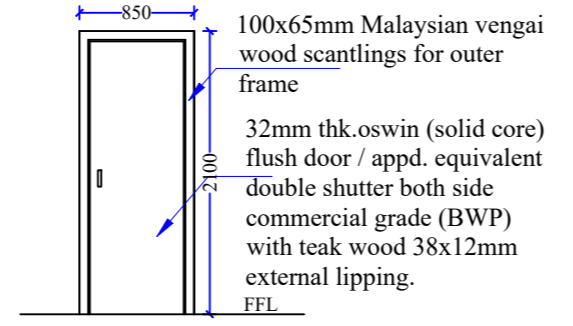 850
100x65mm Malaysian vengai
wood scantlings for outer
frame
32mm thk.oswin (solid core)
flush door / appd. equivalent
double shutter both side
commercial grade (BWP)
with teak wood 38x12mm
external lipping.
2100
FFL